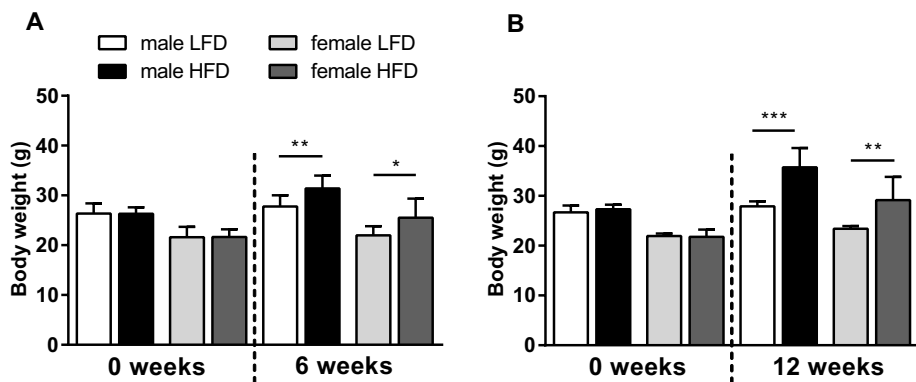 A
B
male LFD
female LFD
male HFD
female HFD
Body weight (g)
50
40
30
20
10
0
**
*
0 weeks
6 weeks
Body weight (g)
50
40
30
20
10
0
***
**
0 weeks
12 weeks